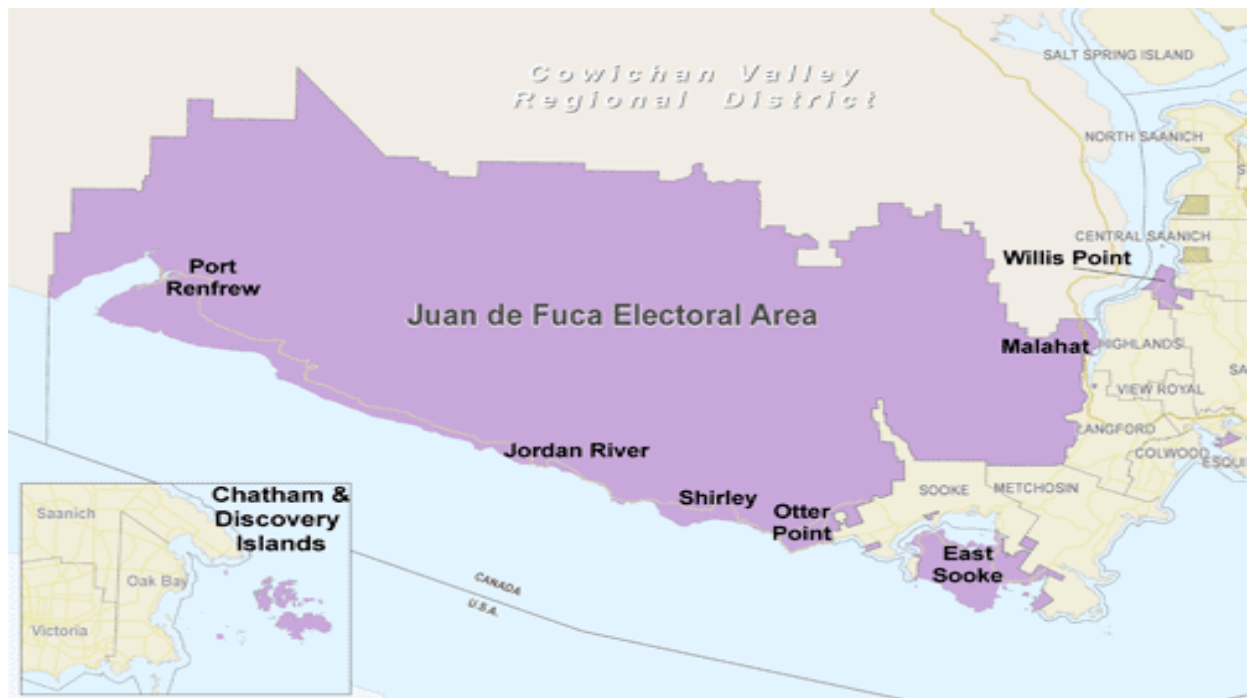 Cowichan Valley
Regional District
SALT SPRING ISLAND
NORTH SAANICH
CENTRAL SAANICH
Willis Point
Port
Renfrew
Juan de Fuca Electoral Area
Malahat
HIGHLANDS
VIEW ROYAL
LANGFORD
COLWOOD
Jordan River
SOOKE
METCHOSIN
Shirley
Otter
Point
East
Sooke
CANADA
U.S.A.
Chatham &
Discovery
Islands
Saanich
Oak Bay
Victoria